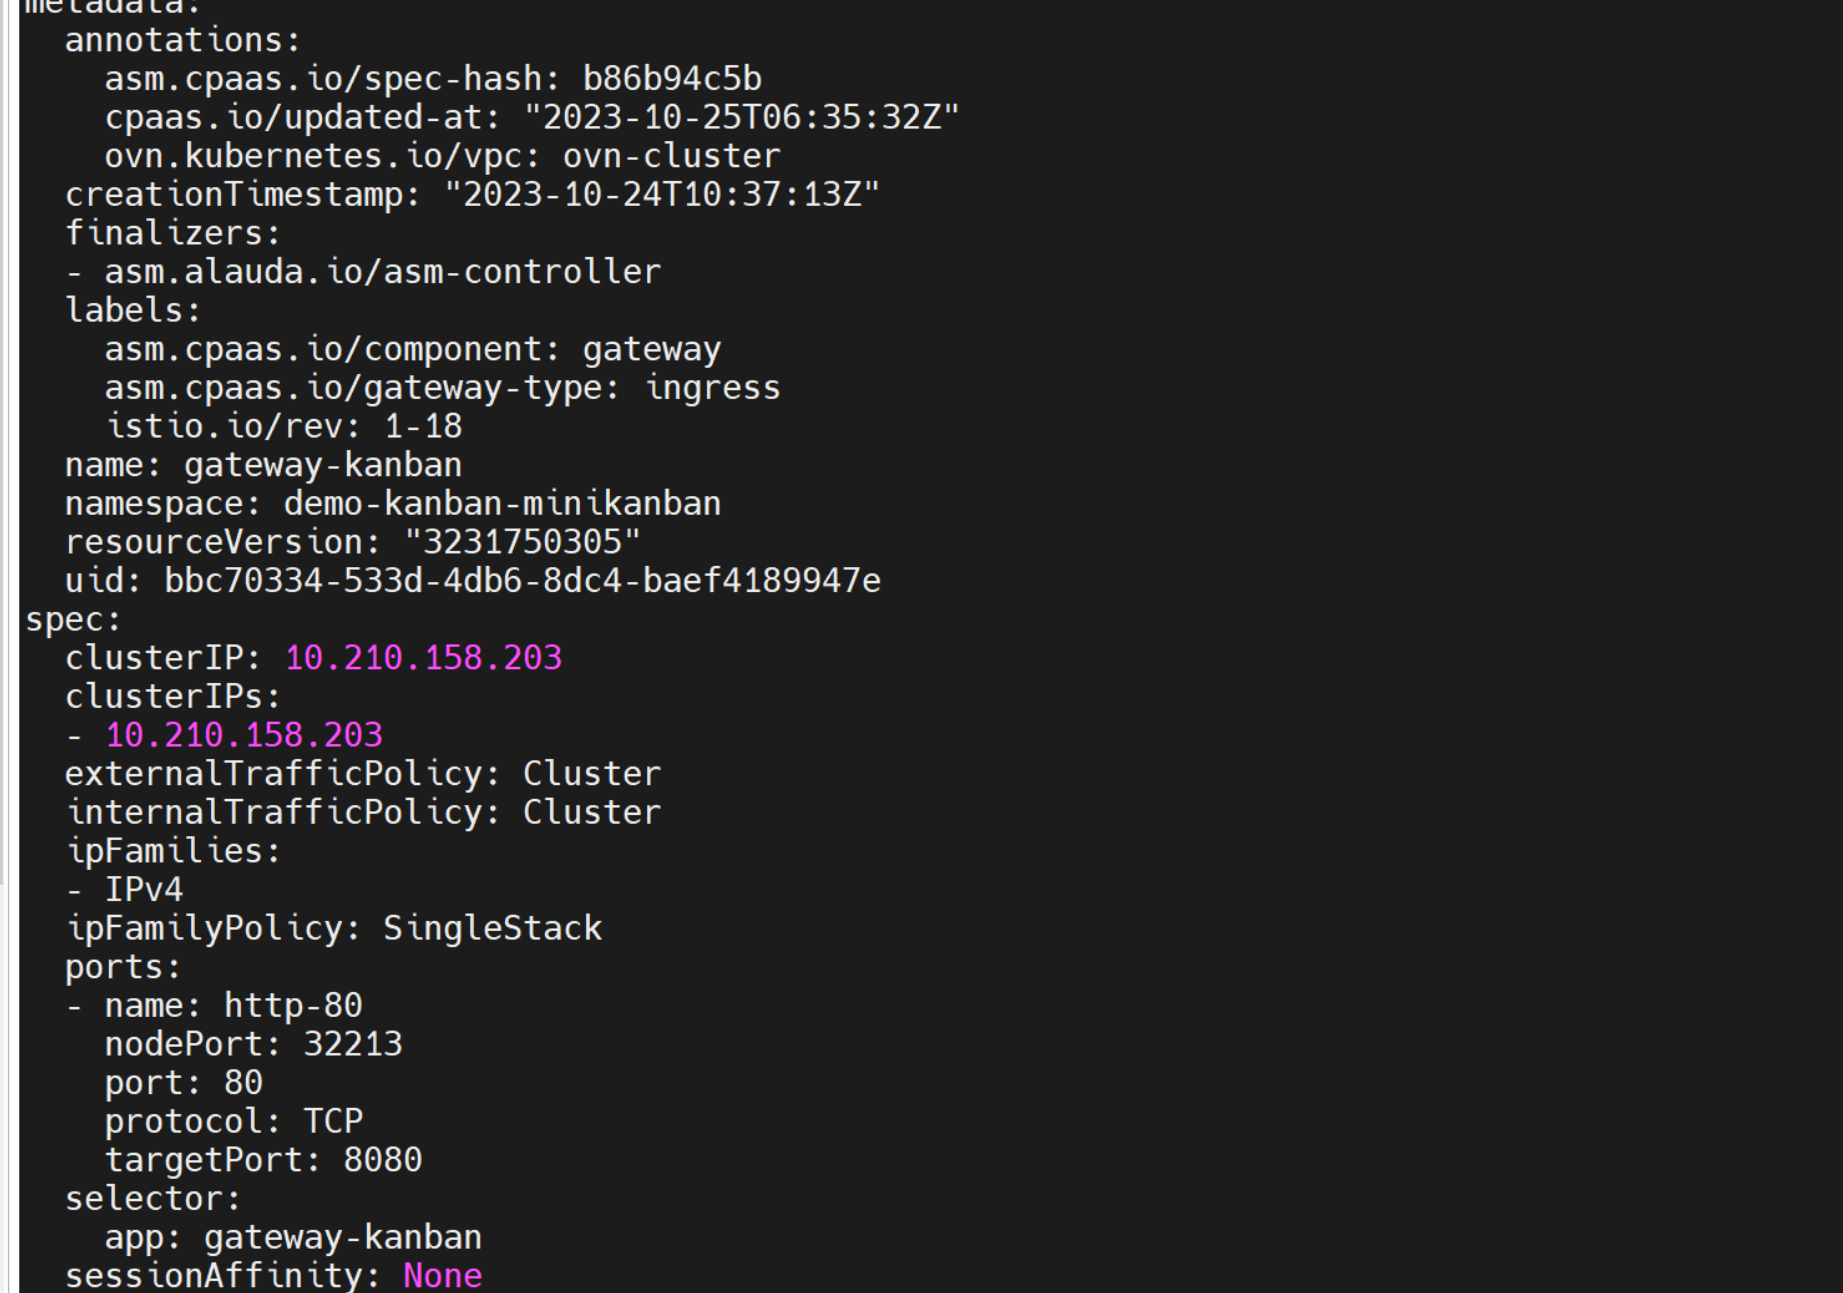 metadata:
  annotations:
    asm.cpaas.io/spec-hash: b86b94c5b
    cpaas.io/updated-at: "2023-10-25T06:35:32Z"
    ovn.kubernetes.io/vpc: ovn-cluster
  creationTimestamp: "2023-10-24T10:37:13Z"
  finalizers:
  - asm.alauda.io/asm-controller
  labels:
    asm.cpaas.io/component: gateway
    asm.cpaas.io/gateway-type: ingress
    istio.io/rev: 1-18
  name: gateway-kanban
  namespace: demo-kanban-minikanban
  resourceVersion: "3231750305"
  uid: bbc70334-533d-4db6-8dc4-baef4189947e
spec:
  clusterIP: 10.210.158.203
  clusterIPs:
  - 10.210.158.203
  externalTrafficPolicy: Cluster
  internalTrafficPolicy: Cluster
  ipFamilies:
  - IPv4
  ipFamilyPolicy: SingleStack
  ports:
  - name: http-80
    nodePort: 32213
    port: 80
    protocol: TCP
    targetPort: 8080
  selector:
    app: gateway-kanban
  sessionAffinity: None